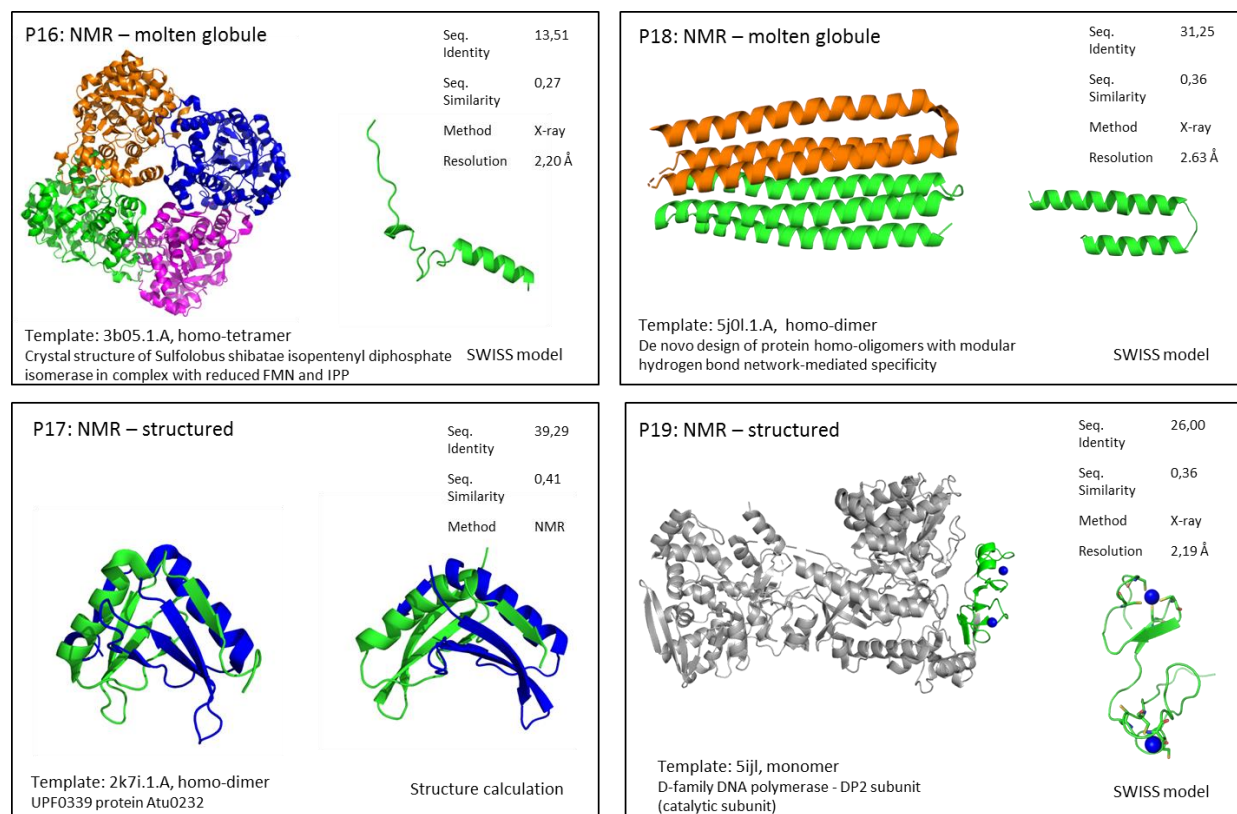 P16: NMR – molten globule
Seq.
Identity
13,51
Seq.
Similarity
0,27
Method
X-ray
Resolution
2,20 Å
Template: 3b05.1.A, homo-tetramer
Crystal structure of Sulfolobus shibatae isopentenyl diphosphate
isomerase in complex with reduced FMN and IPP
SWISS model
P18: NMR – molten globule
Seq.
Identity
31,25
Seq.
Similarity
0,36
Method
X-ray
Resolution
2.63 Å
Template: 5j0l.1.A, homo-dimer
De novo design of protein homo-oligomers with modular
hydrogen bond network-mediated specificity
SWISS model
P17: NMR – structured
Seq.
Identity
39,29
Seq.
Similarity
0,41
Method
NMR
Template: 2k7i.1.A, homo-dimer
UPF0339 protein Atu0232
Structure calculation
P19: NMR – structured
Seq.
Identity
26,00
Seq.
Similarity
0,36
Method
X-ray
Resolution
2,19 Å
Template: 5ijl, monomer
D-family DNA polymerase - DP2 subunit
(catalytic subunit)
SWISS model